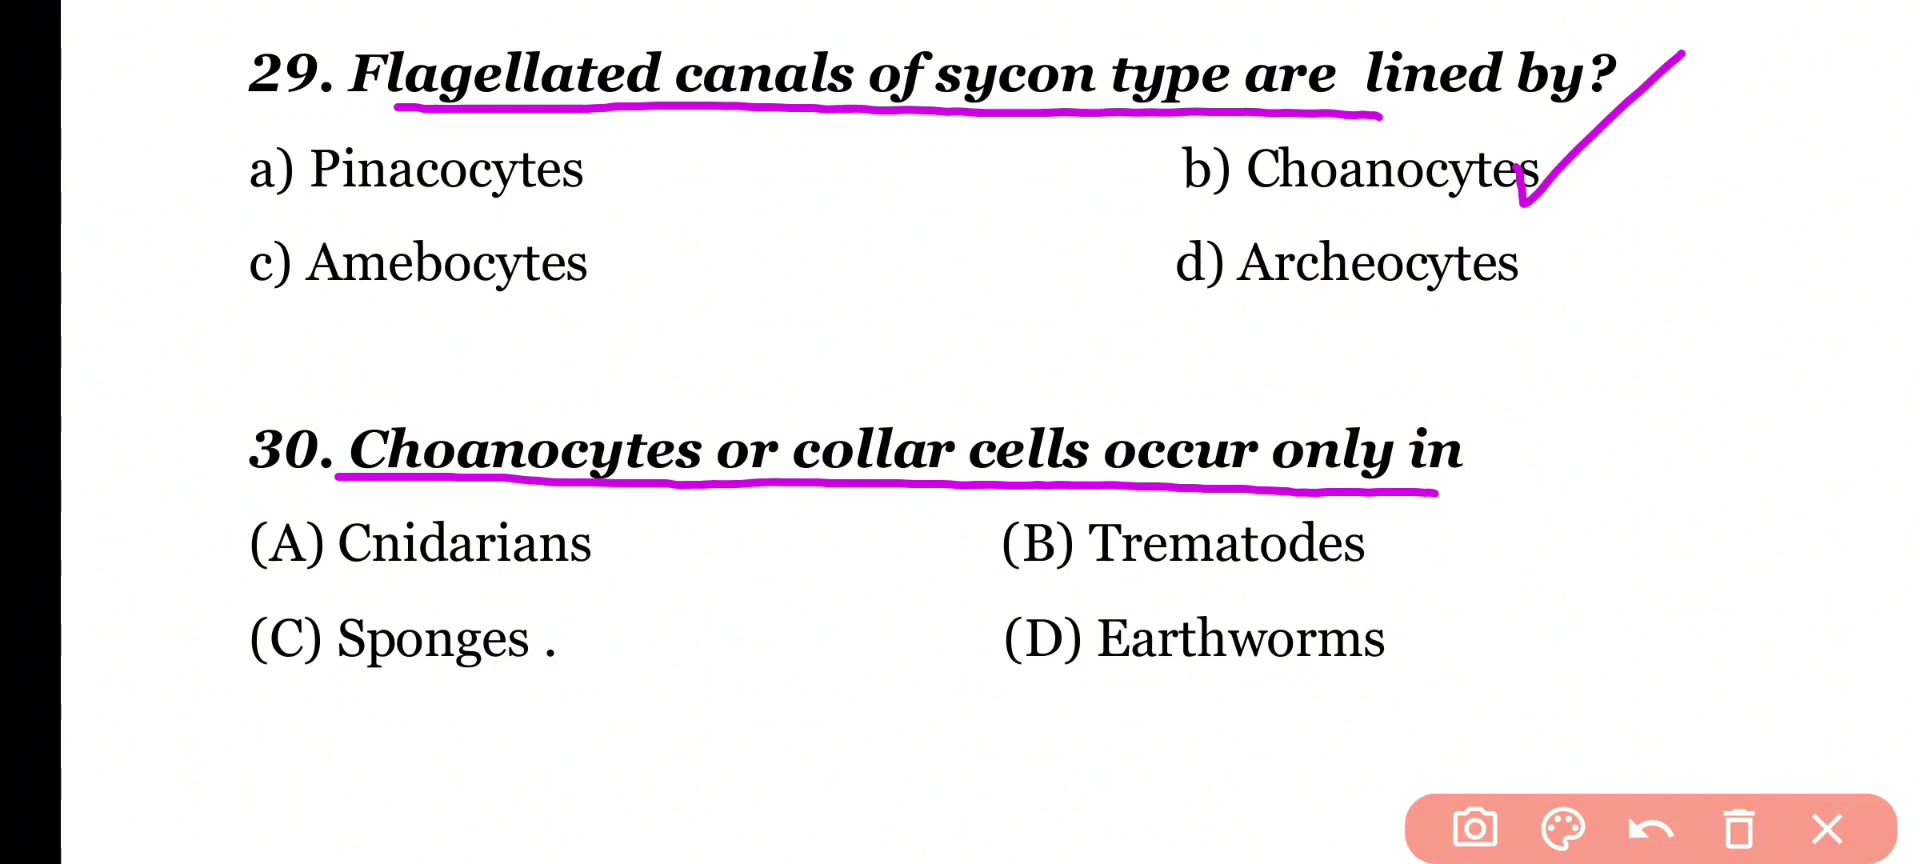 29. Flagellated canals of sycon type are lined by?
a) Pinacocytes b) Choanocytes
c) Amebocytes d) Archeocytes
30. Choanocytes or collar cells occur only in
(A) Cnidarians (B) Trematodes
(C) Sponges . (D) Earthworms